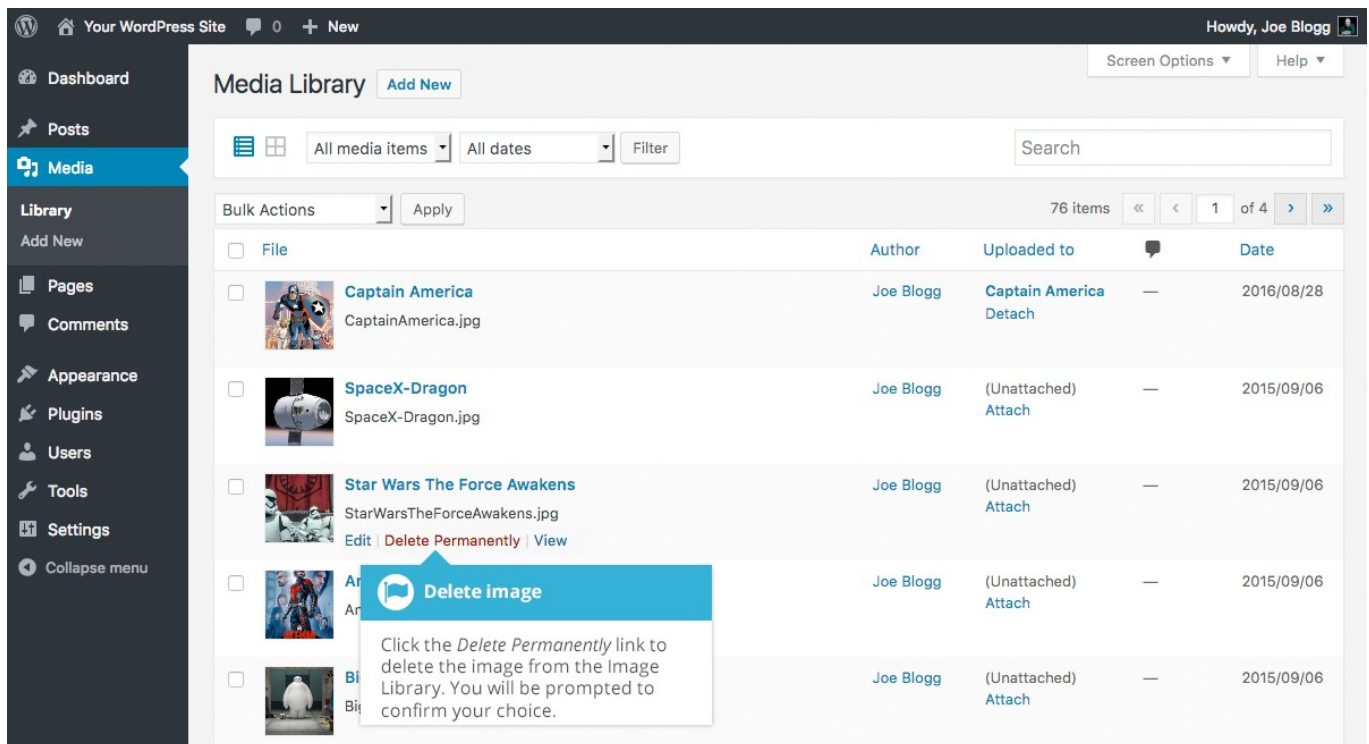 Your WordPress Site 0 + New Howdy, Joe Blogg
Screen Options ▼ Help ▼
Dashboard
Posts
Media
Library
Add New
Pages
Comments
Appearance
Plugins
Users
Tools
Settings
Collapse menu
Media Library Add New
All media items All dates Filter Search
Bulk Actions Apply 76 items « ‹ 1 of 4 › »
File Author Uploaded to Date
Captain America Joe Blogg Captain America — 2016/08/28
CaptainAmerica.jpg Detach
SpaceX-Dragon Joe Blogg (Unattached) — 2015/09/06
SpaceX-Dragon.jpg Attach
Star Wars The Force Awakens Joe Blogg (Unattached) — 2015/09/06
StarWarsTheForceAwakens.jpg Attach
Edit | Delete Permanently | View
Joe Blogg (Unattached) — 2015/09/06
Attach
Delete image
Click the Delete Permanently link to
delete the image from the Image
Library. You will be prompted to
confirm your choice.
Joe Blogg (Unattached) — 2015/09/06
Attach